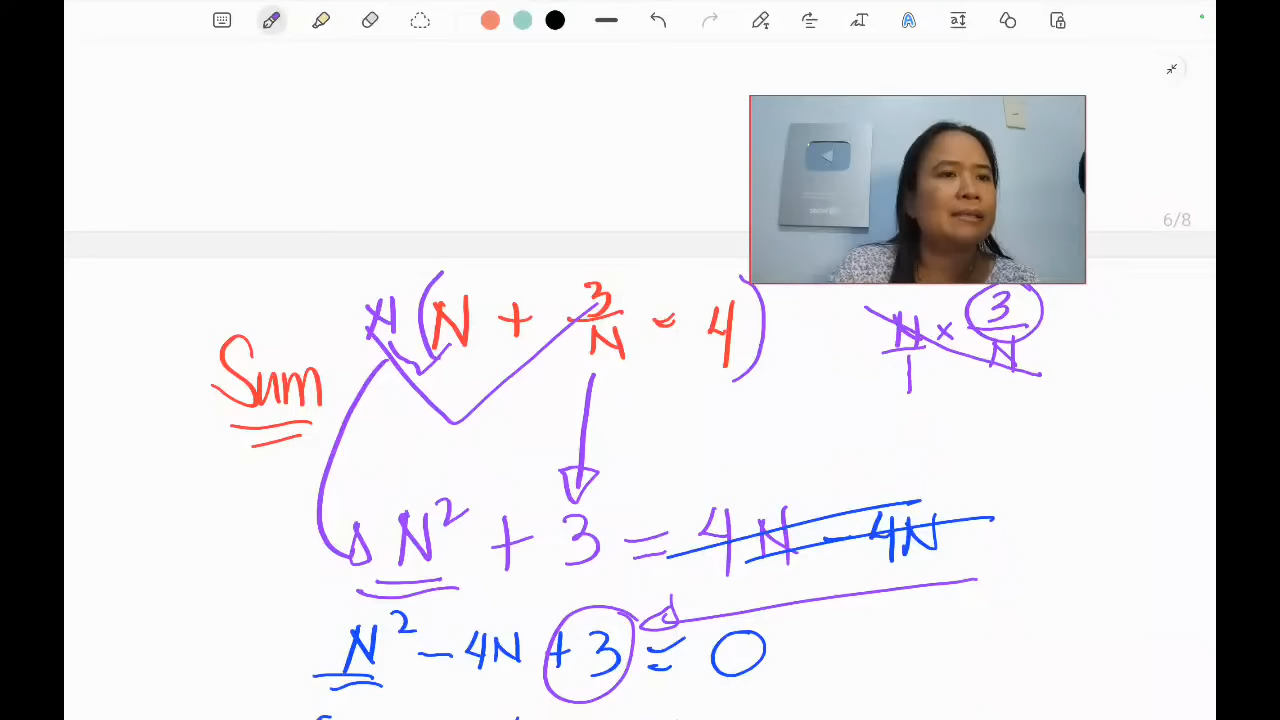 6/8
N (N + 3/N = 4)
N/1 × 3/N
Sum
N² + 3 = 4N - 4N
N² - 4N + 3 = 0